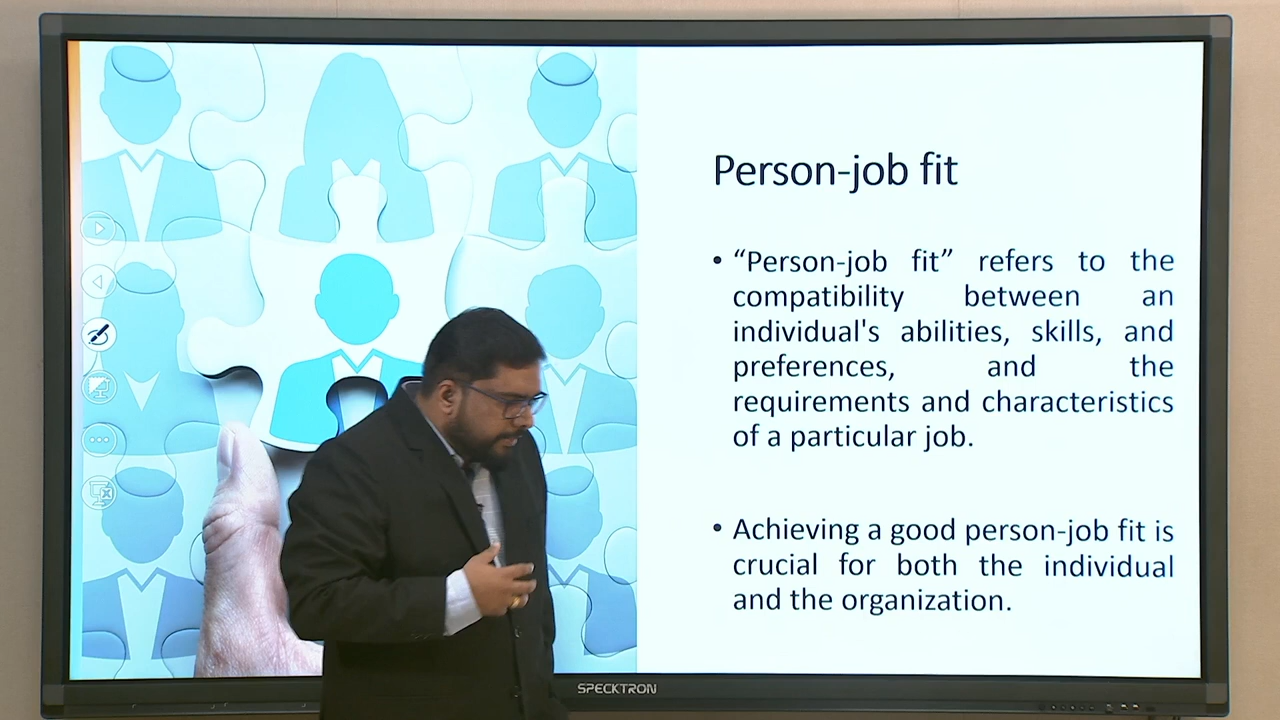 Person-job fit
• “Person-job fit” refers to the
compatibility between an
individual's abilities, skills, and
preferences, and the
requirements and characteristics
of a particular job.
• Achieving a good person-job fit is
crucial for both the individual
and the organization.
SPECKTRON